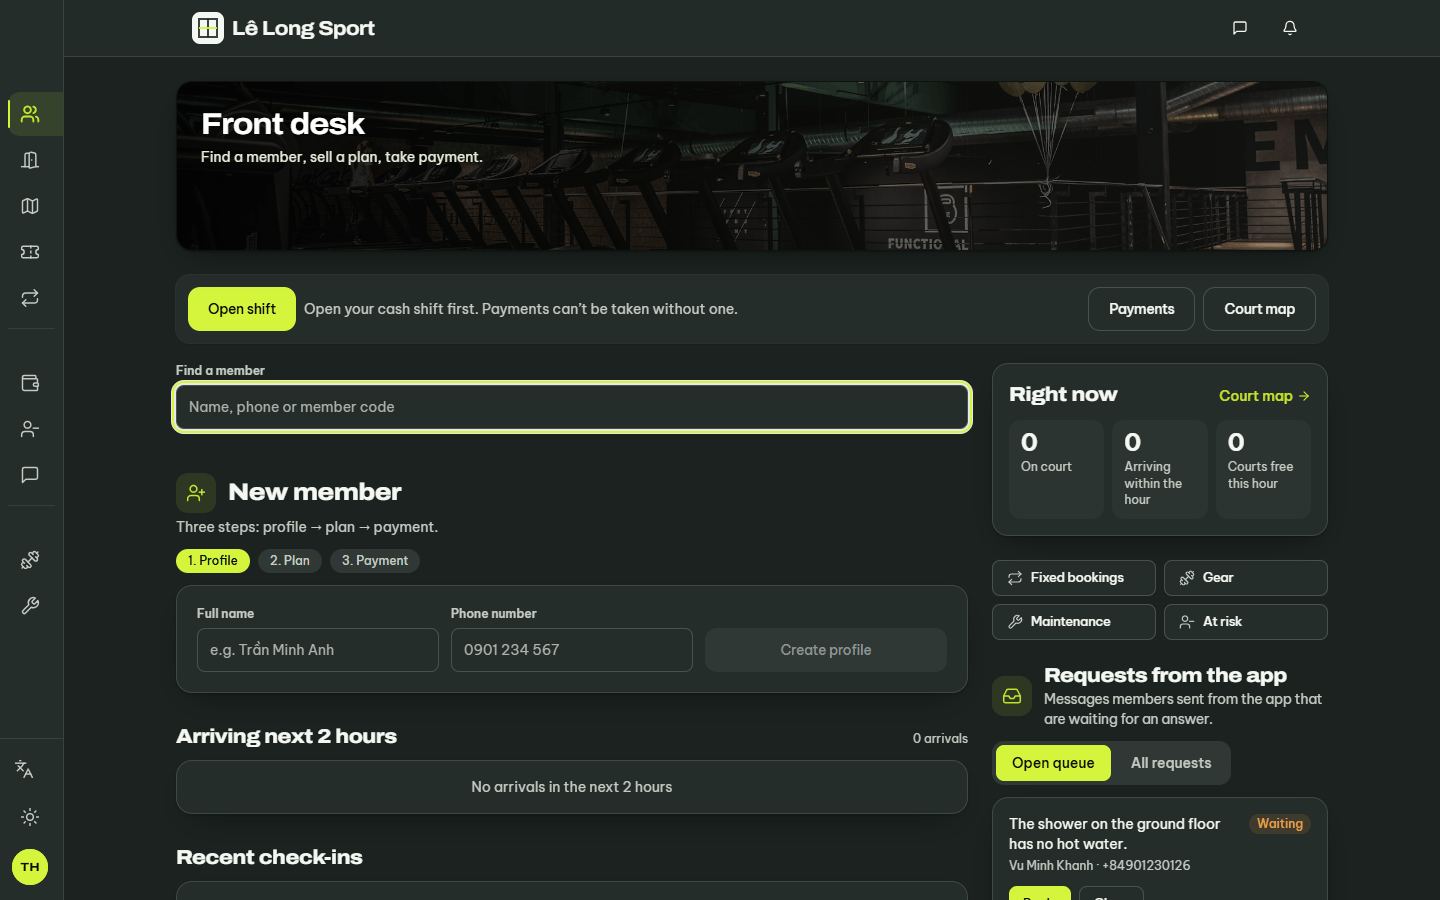 Lê Long Sport
Front desk
Find a member, sell a plan, take payment.
FUNCTIONAL
Open shift
Open your cash shift first. Payments can’t be taken without one.
Payments
Court map
Find a member
Name, phone or member code
New member
Three steps: profile → plan → payment.
1. Profile
2. Plan
3. Payment
Full name
Phone number
e.g. Trần Minh Anh
0901 234 567
Create profile
Arriving next 2 hours
0 arrivals
No arrivals in the next 2 hours
Recent check-ins
Right now
Court map →
0
On court
0
Arriving
within the
hour
0
Courts free
this hour
Fixed bookings
Gear
Maintenance
At risk
Requests from the app
Messages members sent from the app that
are waiting for an answer.
Open queue
All requests
The shower on the ground floor
has no hot water.
Waiting
Vu Minh Khanh · +84901230126
TH